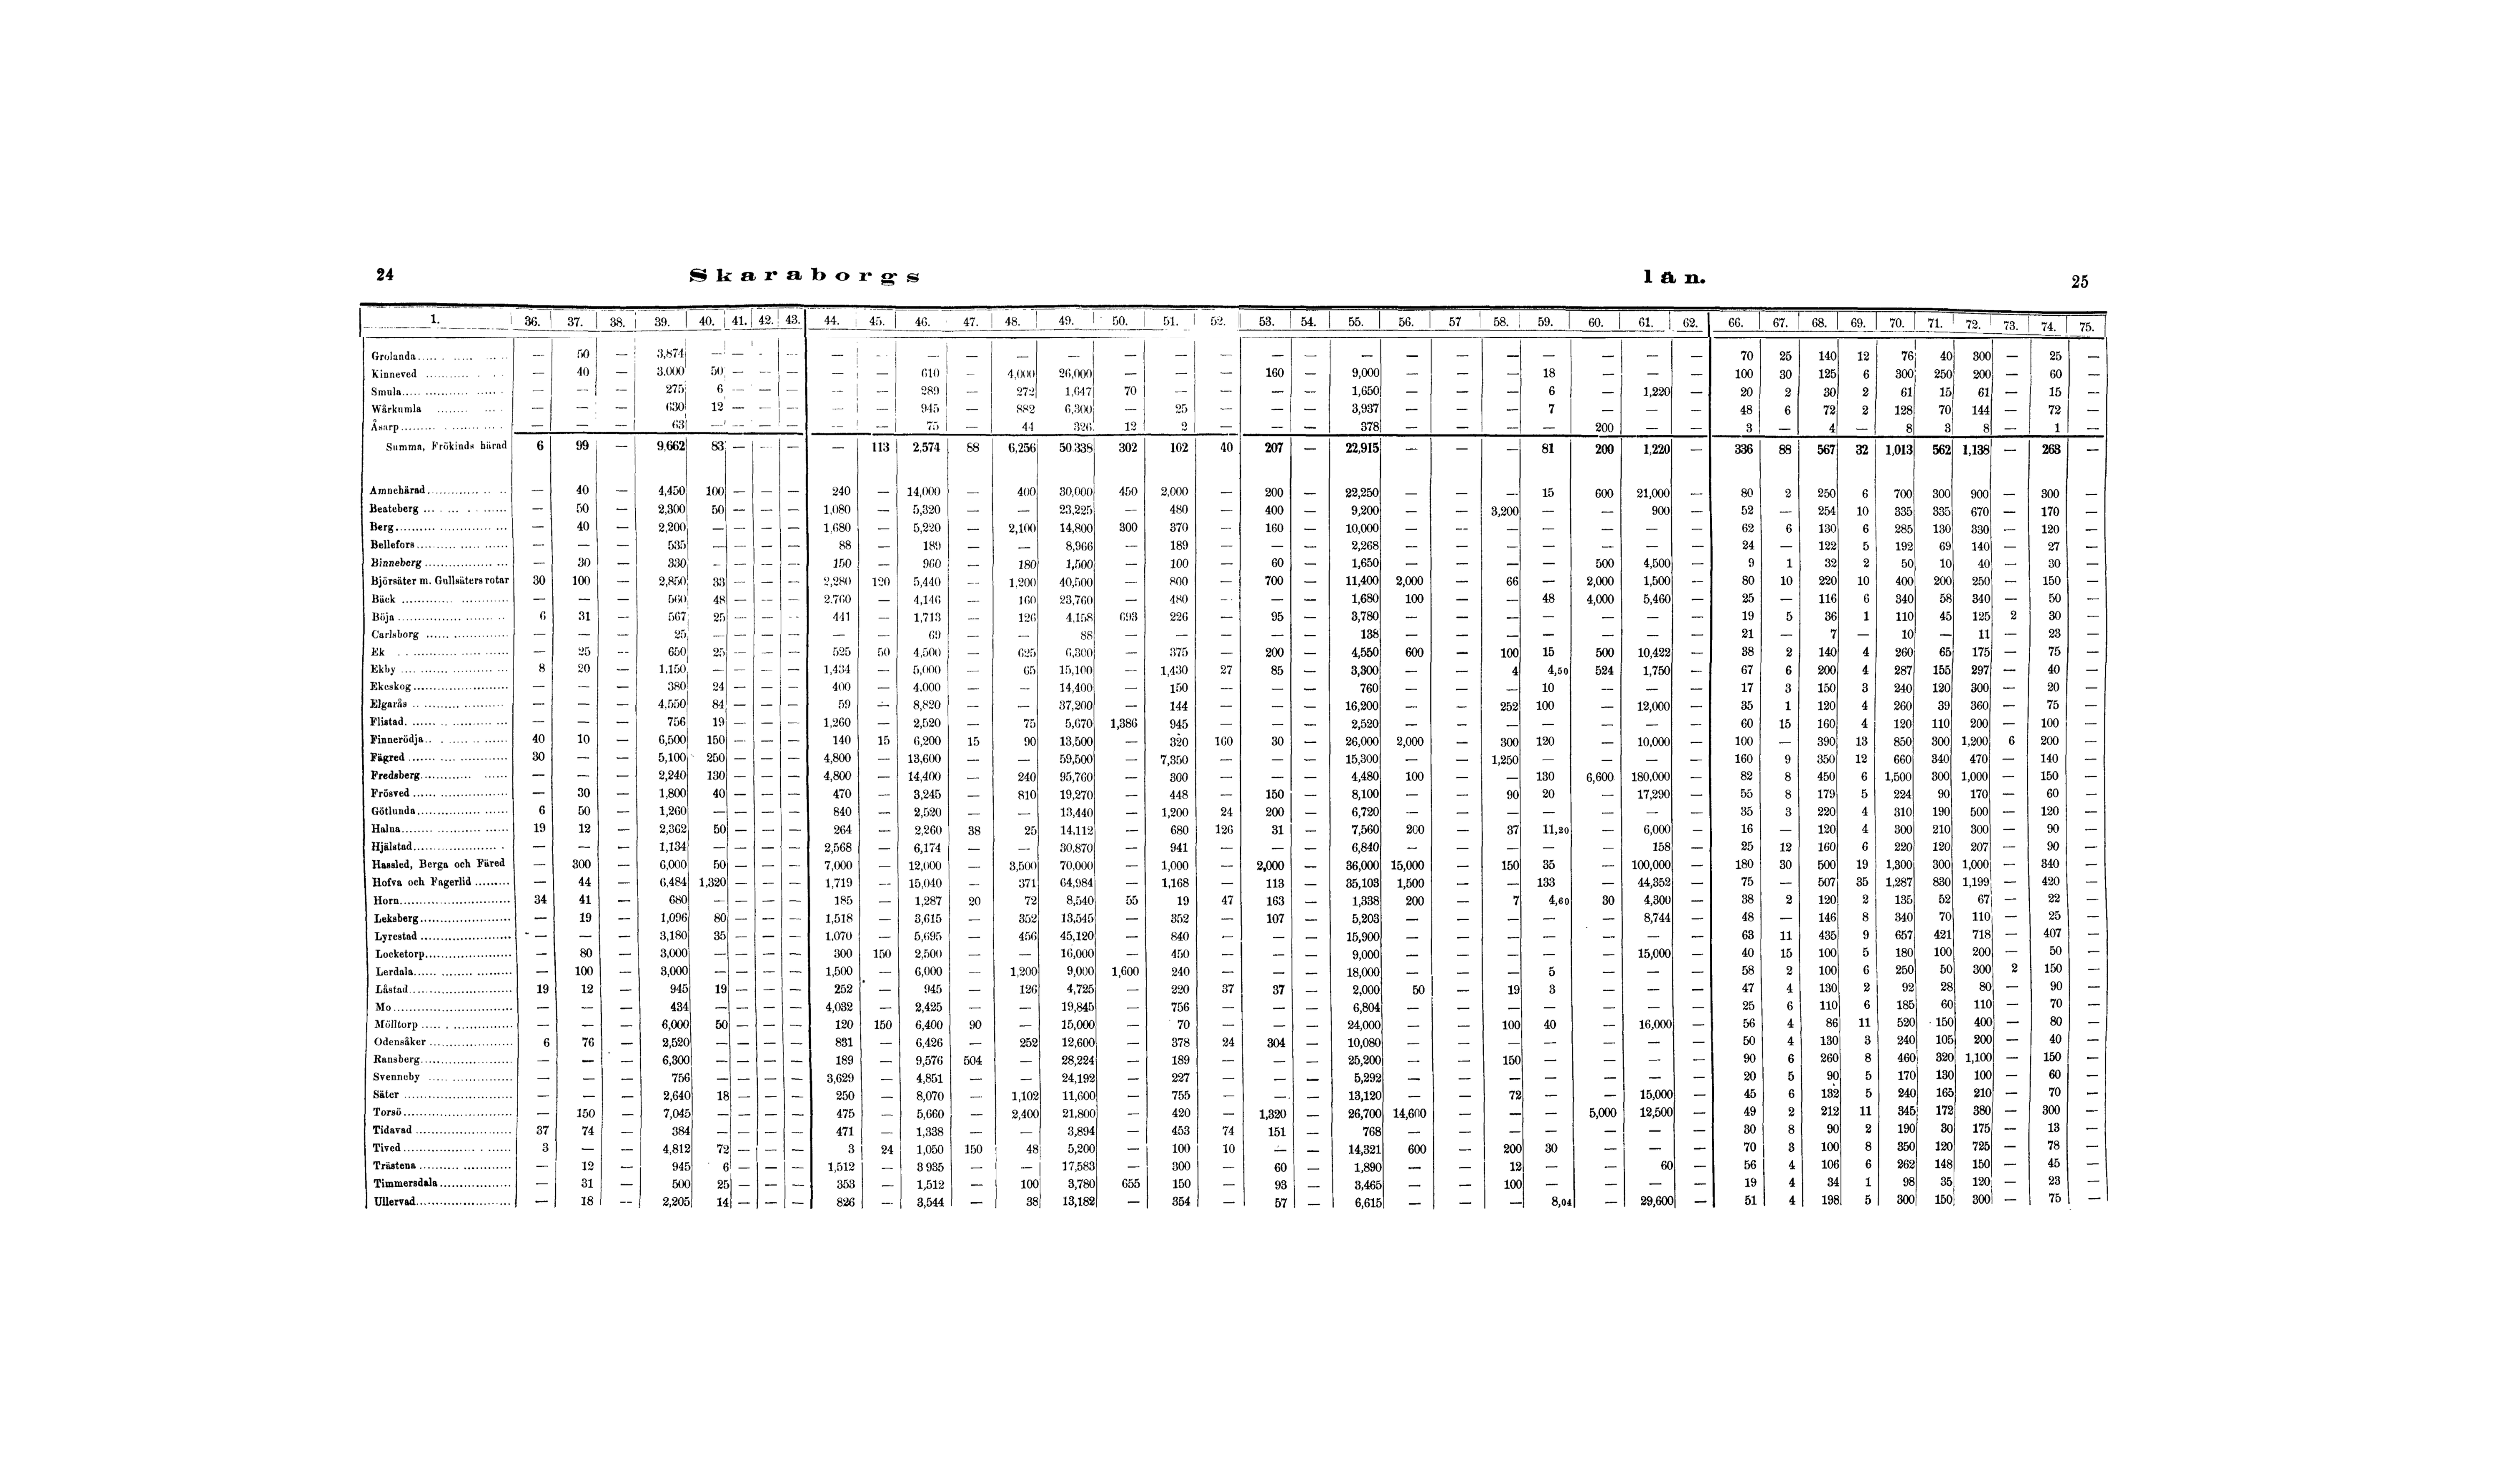 24 Skaraborgs län. 25
1. 36. 37. 38. 39. 40. 41. 42. 43. 44. 45. 46. 47. 48. 49. 50. 51. 52. 53. 54. 55. 56. 57 58. 59. 60. 61. 62. 66. 67. 68. 69. 70. 71. 72. 73. 74. 75.
Grolanda — 50 — 3,874 — — - — — - — — — — — — — — — — — — — — — — — 70 25 140 12 76 40 300 — 25 —
Kinneved — 40 — 3,000 50 — — — — — 610 — 4,000 26,000 — — — 160 — 9,000 — — — 18 — — — 100 30 125 6 300 250 200 — 60 —
Smula — — — 275 6 — — — — — 289 — 272 1,647 70 — — — — 1,650 — — — 6 — 1,220 — 20 2 30 2 61 15 61 — 15 —
Wårkumla — — — 630 12 — — — — — 945 — 882 6,300 — 25 — — — 3,937 — — — 7 — — — 48 6 72 2 128 70 144 — 72 —
Åsarp — — — 63 — — — — — — 75 — 44 326 12 2 — — — 378 — — — — 200 — — 3 — 4 — 8 3 8 — 1 —
Summa, Frökinds härad 6 99 — 9,662 83 — — — — 113 2,574 88 6,256 50,338 302 102 40 207 — 22,915 — — — 81 200 1,220 — 336 88 567 32 1,013 562 1,138 — 263 —
Amnehärad — 40 — 4,450 100 — — — 240 — 14,000 — 400 30,000 450 2,000 — 200 — 22,250 — — — 15 600 21,000 — 80 2 250 6 700 300 900 — 300 —
Beateberg — 50 — 2,300 50 — — — 1,080 — 5,320 — — 23,225 — 480 — 400 — 9,200 — — 3,200 — — 900 — 52 — 254 10 335 335 670 — 170 —
Berg — 40 — 2,200 — — — — 1,680 — 5,220 — 2,100 14,800 300 370 — 160 — 10,000 — -- — — — — — 62 6 130 6 285 130 330 — 120 —
Bellefors — — — 535 — — — — 88 — 189 — — 8,966 — 189 — — — 2,268 — — — — — — — 24 — 122 5 192 69 140 — 27 —
Binneberg — 30 — 330 - — — — 150 — 960 — 180 1,500 — 100 — 60 — 1,650 — — — — 500 4,500 — 9 1 32 2 50 10 40 — 30 —
Björsäter m. Gullsäters rotar 30 100 — 2,850 33 — — — 2,280 120 5,440 — 1,200 40,500 — 800 — 700 — 11,400 2,000 — 66 — 2,000 1,500 — 80 10 220 10 400 200 250 — 150 —
Bäck — — — 560 48 — — — 2,760 — 4,146 — 160 23,760 — 480 — — — 1,680 100 — — 48 4,000 5,460 — 25 — 116 6 340 58 340 — 50 —
Böja 6 31 — 567 25 — — — 441 — 1,713 — 126 4,158 693 226 — 95 — 3,780 — — — — — — — 19 5 36 1 110 45 125 2 30 —
Carlsborg — — — 25 — — — — — — 69 — — 88 — — — — — 138 — — — — — — — 21 — 7 — 10 — 11 — 23 —
Ek — 25 — 650 25 — — — 525 50 4,500 — 625 6,300 — 375 — 200 — 4,550 600 — 100 15 500 10,422 — 38 2 140 4 260 65 175 — 75 —
Ekby 8 20 — 1,150 — — — — 1,434 — 5,000 — 65 15,100 — 1,430 27 85 — 3,300 — — 4 4,50 524 1,750 — 67 6 200 4 287 155 297 — 40 —
Ekeskog — — — 380 24 — — — 400 — 4,000 — — 14,400 — 150 — — — 760 — — — 10 — — — 17 3 150 3 240 120 300 — 20 —
Elgarås — — — 4,550 84 — — — 59 — 8,820 — — 37,200 — 144 — — — 16,200 — — 252 100 — 12,000 — 35 1 120 4 260 39 360 — 75 —
Flistad — — — 756 19 — — — 1,260 — 2,520 — 75 5,670 1,386 945 — — — 2,520 — — — — — — — 60 15 160 4 120 110 200 — 100 —
Finnerödja 40 10 — 6,500 150 — — — 140 15 6,200 15 90 13,500 — 320 160 30 — 26,000 2,000 — 300 120 — 10,000 — 100 — 390 13 850 300 1,200 6 200 —
Fägred 30 — — 5,100 250 — — — 4,800 — 13,600 — — 59,500 — 7,350 — — — 15,300 — — 1,250 — — — — 160 9 350 12 660 340 470 — 140 —
Fredsberg — — — 2,240 130 — — — 4,800 — 14,400 — 240 95,760 — 300 — — — 4,480 100 — — 130 6,600 180,000 — 82 8 450 6 1,500 300 1,000 — 150 —
Frösved — 30 — 1,800 40 — — — 470 — 3,245 — 810 19,270 — 448 — 150 — 8,100 — — 90 20 — 17,290 — 55 8 179 5 224 90 170 — 60 —
Götlunda 6 50 — 1,260 — — — — 840 — 2,520 — — 13,440 — 1,200 24 200 — 6,720 — — — — — — — 35 3 220 4 310 190 500 — 120 —
Halna 19 12 — 2,362 50 — — — 264 — 2,260 38 25 14,112 — 680 126 31 — 7,560 200 — 37 11,20 — 6,000 — 16 — 120 4 300 210 300 — 90 —
Hjälstad — — — 1,134 — — — — 2,568 — 6,174 — — 30,870 — 941 — — — 6,840 — — — — — 158 — 25 12 160 6 220 120 207 — 90 —
Hassled, Berga och Färed — 300 — 6,000 50 — — — 7,000 — 12,000 — 3,500 70,000 — 1,000 — 2,000 — 36,000 15,000 — 150 35 — 100,000 — 180 30 500 19 1,300 300 1,000 — 340 —
Hofva och Fagerlid — 44 — 6,484 1,320 — — — 1,719 — 15,040 — 371 64,984 — 1,168 — 113 — 35,103 1,500 — — 133 — 44,352 — 75 — 507 35 1,287 830 1,199 — 420 —
Horn 34 41 — 680 — — — — 185 — 1,287 20 72 8,540 55 19 47 163 — 1,338 200 — 7 4,60 30 4,300 — 38 2 120 2 135 52 67 — 22 —
Leksberg — 19 — 1,096 80 — — — 1,518 — 3,615 — 352 13,545 — 352 — 107 — 5,203 — — — — — 8,744 — 48 — 146 8 340 70 110 — 25 —
Lyrestad — — — 3,180 35 — — — 1,070 — 5,695 — 456 45,120 — 840 — — — 15,900 — — — — — — — 63 11 435 9 657 421 718 — 407 —
Locketorp — 80 — 3,000 — — — — 300 150 2,500 — — 16,000 — 450 — — — 9,000 — — — — — 15,000 — 40 15 100 5 180 100 200 — 50 —
Lerdala — 100 — 3,000 — — — — 1,500 — 6,000 — 1,200 9,000 1,600 240 — — — 18,000 — — — 5 — — — 58 2 100 6 250 50 300 2 150 —
Låstad 19 12 — 945 19 — — — 252 — 945 — 126 4,725 — 220 37 37 — 2,000 50 — 19 3 — — — 47 4 130 2 92 28 80 — 90 —
Mo — — — 434 — — — — 4,032 — 2,425 — — 19,845 — 756 — — — 6,804 — — — — — — — 25 6 110 6 185 60 110 — 70 —
Mölltorp — — — 6,000 50 — — — 120 150 6,400 90 — 15,000 — 70 — — — 24,000 — — 100 40 — 16,000 — 56 4 86 11 520 150 400 — 80 —
Odensåker 6 76 — 2,520 — — — — 831 — 6,426 — 252 12,600 — 378 24 304 — 10,080 — — — — — — — 50 4 130 3 240 105 200 — 40 —
Ransberg — — — 6,300 — — — — 189 — 9,576 504 — 28,224 — 189 — — — 25,200 — — 150 — — — — 90 6 260 8 460 320 1,100 — 150 —
Svenneby — — — 756 — — — — 3,629 — 4,851 — — 24,192 — 227 — — — 5,292 — — — — — — — 20 5 90 5 170 130 100 — 60 —
Säter — — — 2,640 18 — — — 250 — 8,070 — 1,102 11,600 — 755 — — — 13,120 — — 72 — — 15,000 — 45 6 132 5 240 165 210 — 70 —
Torsö — 150 — 7,045 — — — — 475 — 5,660 — 2,400 21,800 — 420 — 1,320 — 26,700 14,600 — — — 5,000 12,500 — 49 2 212 11 345 172 380 — 300 —
Tidavad 37 74 — 384 — — — — 471 — 1,338 — — 3,894 — 453 74 151 — 768 — — — — — — — 30 8 90 2 190 30 175 — 13 —
Tived 3 — — 4,812 72 — — — 3 24 1,050 150 48 5,200 — 100 10 — — 14,321 600 — 200 30 — — — 70 3 100 8 350 120 725 — 78 —
Trästena — 12 — 945 6 — — — 1,512 — 3 935 — — 17,583 — 300 — 60 — 1,890 — — 12 — — 60 — 56 4 106 6 262 148 150 — 45 —
Timmersdala — 31 — 500 25 — — — 353 — 1,512 — 100 3,780 655 150 — 93 — 3,465 — — 100 — — — — 19 4 34 1 98 35 120 — 23 —
Ullervad — 18 — 2,205 14 — — — 826 — 3,544 — 38 13,182 — 354 — 57 — 6,615 — — — 8,04 — 29,600 — 51 4 198 5 300 150 300 — 75 —